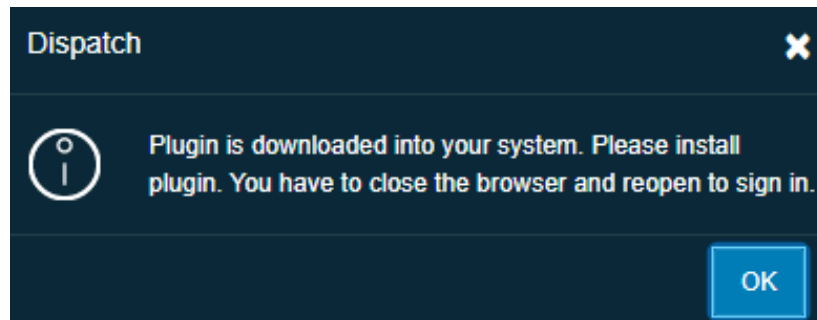 Dispatch
Plugin is downloaded into your system. Please install
plugin. You have to close the browser and reopen to sign in.
OK